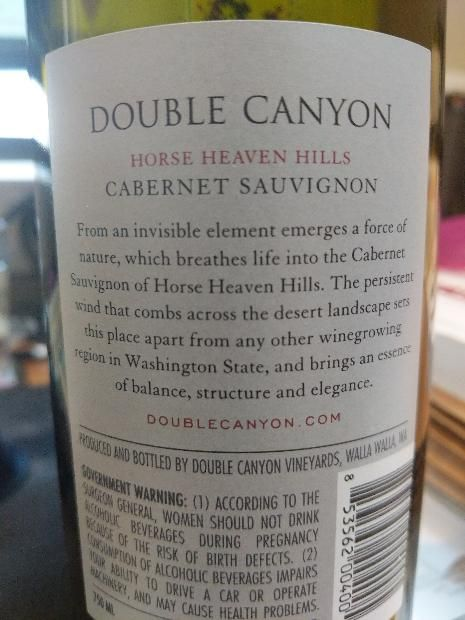 DOUBLE CANYON
HORSE HEAVEN HILLS
CABERNET SAUVIGNON
From an invisible element emerges a force of
nature, which breathes life into the Cabernet
Sauvignon of Horse Heaven Hills. The persistent
wind that combs across the desert landscape sets
this place apart from any other winegrowing
region in Washington State, and brings an essence
of balance, structure and elegance.
DOUBLECANYON.COM
PRODUCED AND BOTTLED BY DOUBLE CANYON VINEYARDS, WALLA WALLA, WA
GOVERNMENT WARNING: (1) ACCORDING TO THE
SURGEON GENERAL, WOMEN SHOULD NOT DRINK
ALCOHOLIC BEVERAGES DURING PREGNANCY
BECAUSE OF THE RISK OF BIRTH DEFECTS. (2)
CONSUMPTION OF ALCOHOLIC BEVERAGES IMPAIRS
YOUR ABILITY TO DRIVE A CAR OR OPERATE
MACHINERY, AND MAY CAUSE HEALTH PROBLEMS.
750 ML
8 53562 00400